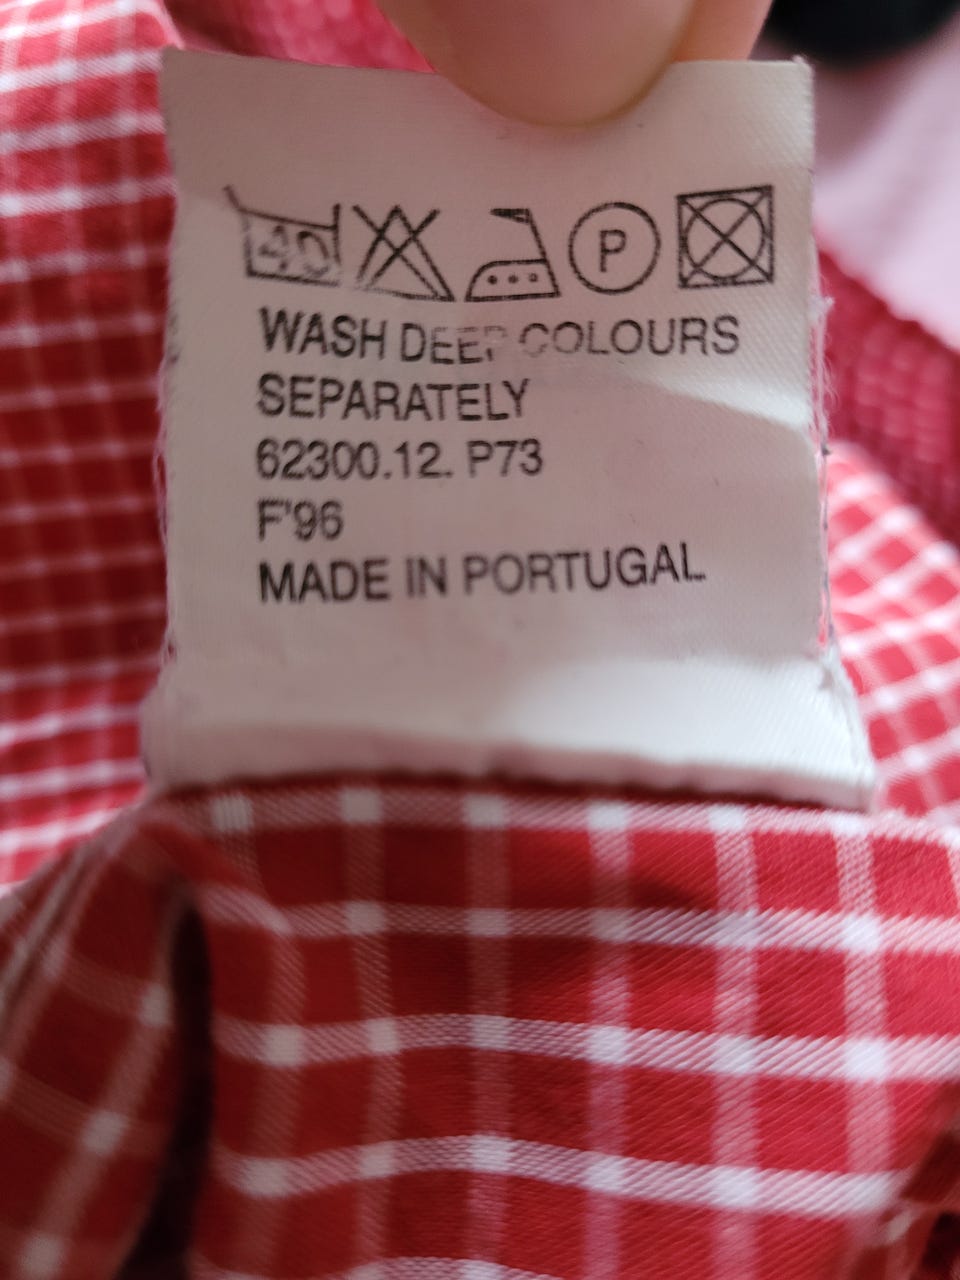 40
P
WASH DEEP COLOURS
SEPARATELY
62300.12. P73
F'96
MADE IN PORTUGAL